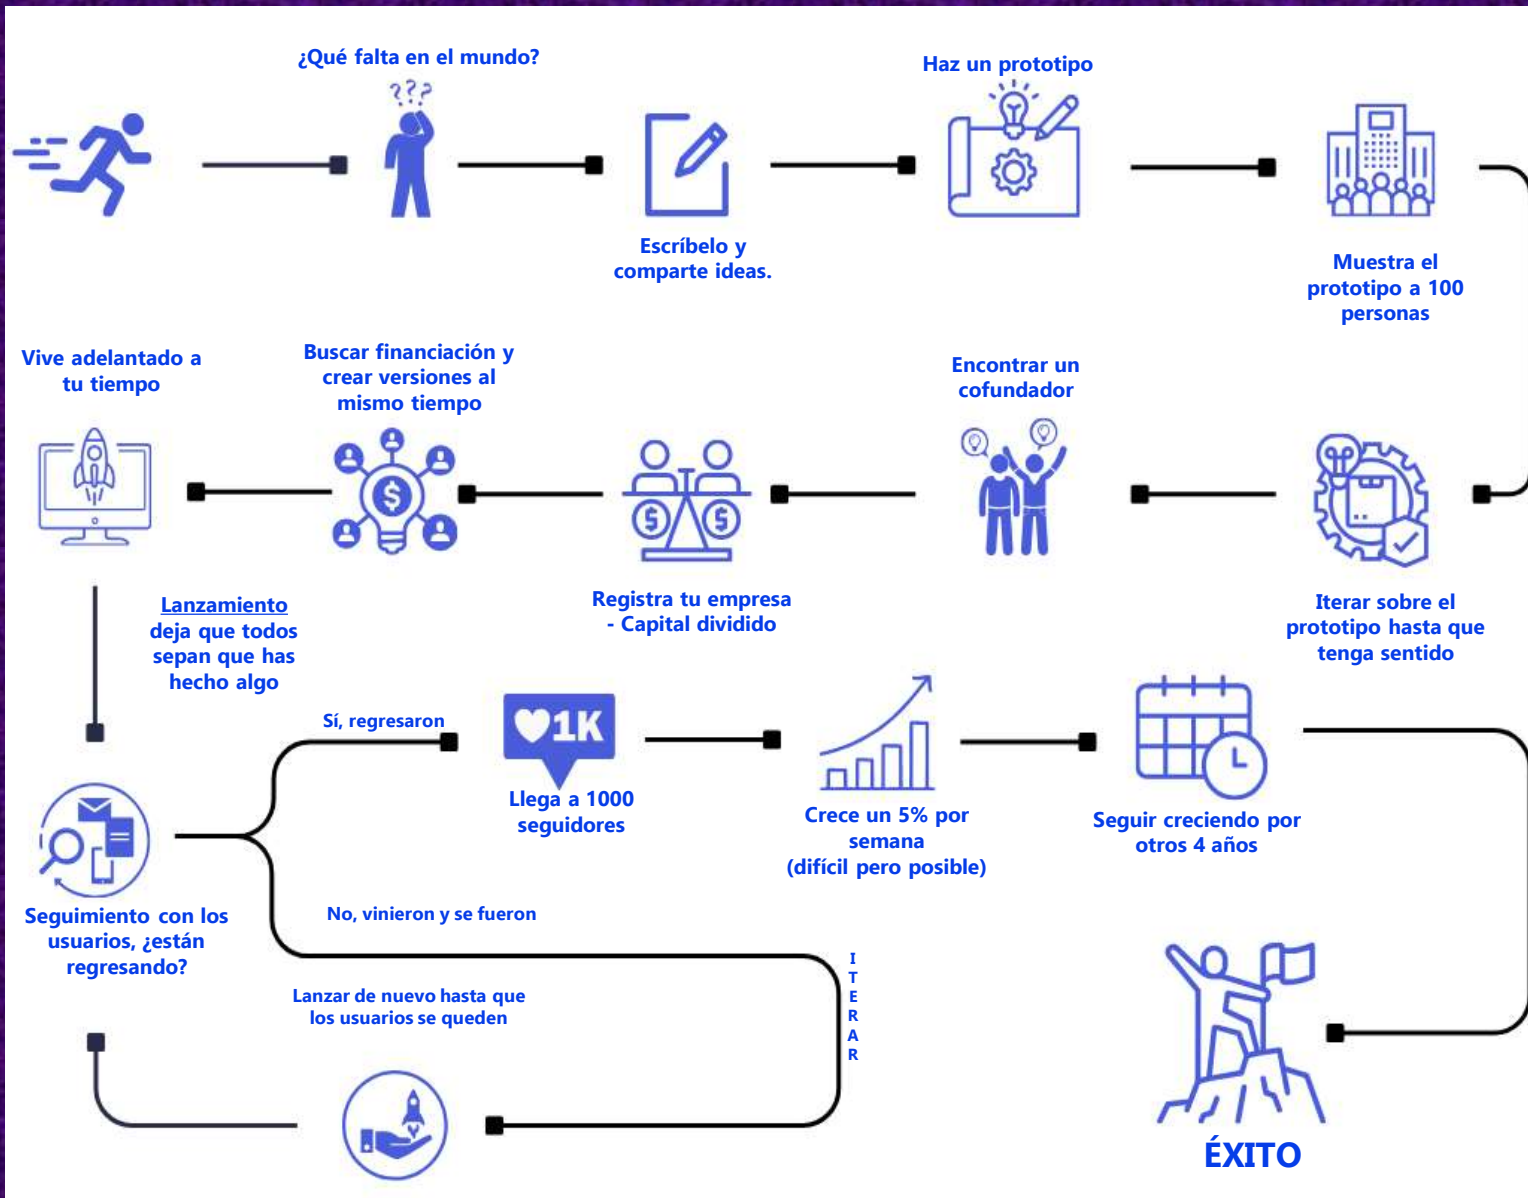 ¿Qué falta en el mundo?
???
Haz un prototipo
Escríbelo y
comparte ideas.
Muestra el
prototipo a 100
personas
Vive adelantado a
tu tiempo
Buscar financiación y
crear versiones al
mismo tiempo
$
Encontrar un
cofundador
$ $
Registra tu empresa
- Capital dividido
Iterar sobre el
prototipo hasta que
tenga sentido
Lanzamiento
deja que todos
sepan que has
hecho algo
Sí, regresaron
1K
Llega a 1000
seguidores
Crece un 5% por
semana
(difícil pero posible)
Seguir creciendo por
otros 4 años
Seguimiento con los
usuarios, ¿están
regresando?
No, vinieron y se fueron
ITERAR
Lanzar de nuevo hasta que
los usuarios se queden
ÉXITO